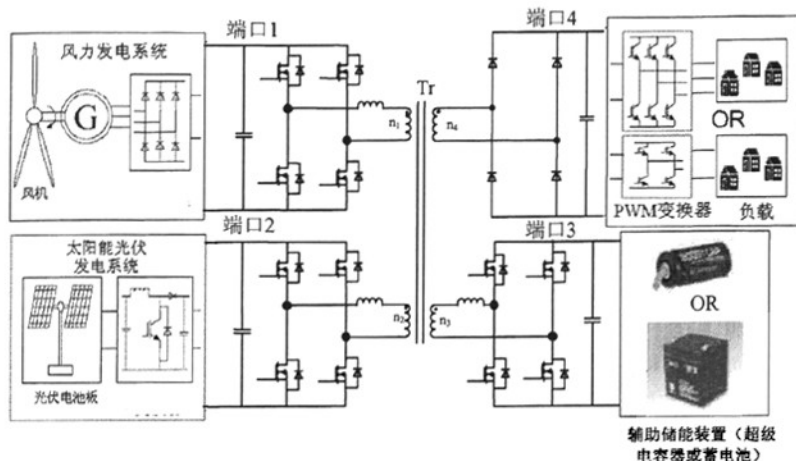 风力发电系统
G
风机
端口1
Tr
n₁
n₄
端口4
OR
PWM变换器
负载
太阳能光伏
发电系统
光伏电池板
端口2
n₂
n₃
端口3
OR
辅助储能装置（超级
电容器或蓄电池）